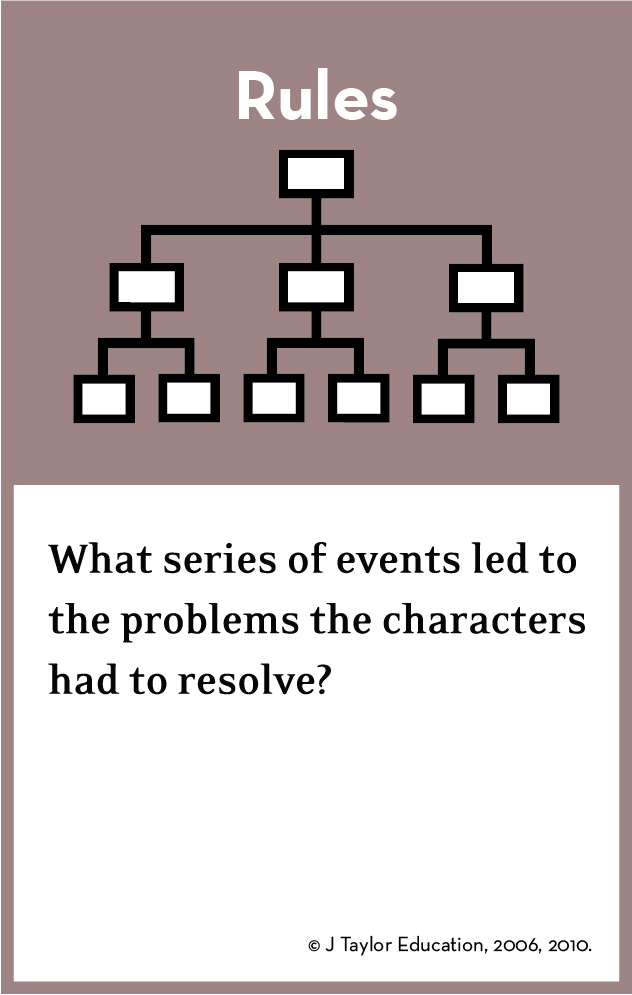 Rules
What series of events led to
the problems the characters
had to resolve?
© J Taylor Education, 2006, 2010.